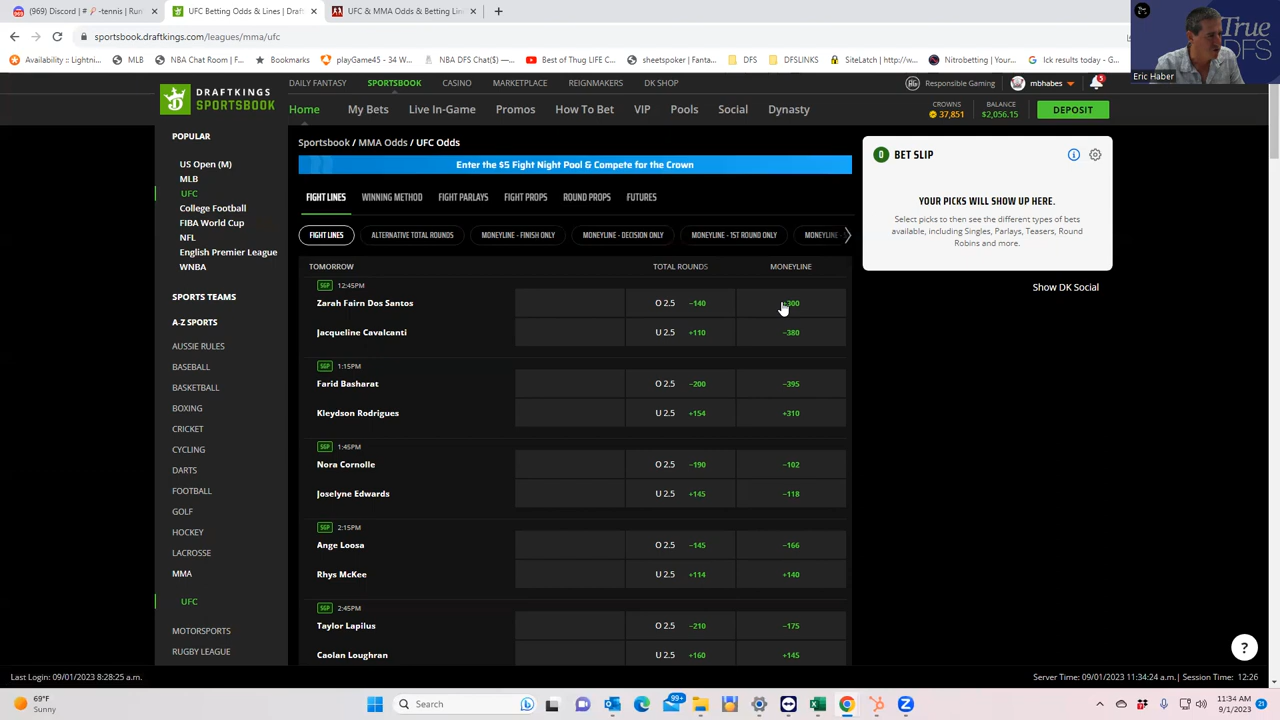 (969) Discord | # 🎾-tennis | Run
UFC Betting Odds & Lines | Draft
UFC & MMA Odds & Betting Lin
sportsbook.draftkings.com/leagues/mma/ufc
Availability :: Lightni...
MLB
NBA Chat Room | F...
Bookmarks
playGame45 - 34 W...
NBA DFS Chat($) -...
Best of Thug LIFE C...
sheetspoker | Sheet...
DFS
DFSLINKS
SiteLatch | http://w...
Nitrobetting | Your...
lck results today - G...
True
DFS
Eric Haber
DRAFTKINGS
SPORTSBOOK
DAILY FANTASY
SPORTSBOOK
CASINO
MARKETPLACE
REIGNMAKERS
DK SHOP
RG
Responsible Gaming
mbhabes
5
Home
My Bets
Live In-Game
Promos
How To Bet
VIP
Pools
Social
Dynasty
CROWNS
37,851
BALANCE
$2,056.15
DEPOSIT
POPULAR
US Open (M)
MLB
UFC
College Football
FIBA World Cup
NFL
English Premier League
WNBA
SPORTS TEAMS
A-Z SPORTS
AUSSIE RULES
BASEBALL
BASKETBALL
BOXING
CRICKET
CYCLING
DARTS
FOOTBALL
GOLF
HOCKEY
LACROSSE
MMA
UFC
MOTORSPORTS
RUGBY LEAGUE
Sportsbook / MMA Odds / UFC Odds
Enter the $5 Fight Night Pool & Compete for the Crown
FIGHT LINES
WINNING METHOD
FIGHT PARLAYS
FIGHT PROPS
ROUND PROPS
FUTURES
FIGHT LINES
ALTERNATIVE TOTAL ROUNDS
MONEYLINE - FINISH ONLY
MONEYLINE - DECISION ONLY
MONEYLINE - 1ST ROUND ONLY
MONEYLINE -
TOMORROW
TOTAL ROUNDS
MONEYLINE
SGP 12:45PM
Zarah Fairn Dos Santos O 2.5 −140 +300
Jacqueline Cavalcanti U 2.5 +110 −380
SGP 1:15PM
Farid Basharat O 2.5 −200 −395
Kleydson Rodrigues U 2.5 +154 +310
SGP 1:45PM
Nora Cornolle O 2.5 −190 −102
Joselyne Edwards U 2.5 +145 −118
SGP 2:15PM
Ange Loosa O 2.5 −145 −166
Rhys McKee U 2.5 +114 +140
SGP 2:45PM
Taylor Lapilus O 2.5 −210 −175
Caolan Loughran U 2.5 +160 +145
0 BET SLIP
YOUR PICKS WILL SHOW UP HERE.
Select picks to then see the different types of bets
available, including Singles, Parlays, Teasers, Round
Robins and more.
Show DK Social
?
Last Login: 09/01/2023 8:28:25 a.m.
Server Time: 09/01/2023 11:34:24 a.m.| Session Time: 12:26
69°F
Sunny
Search
99+
11:34 AM
9/1/2023
21